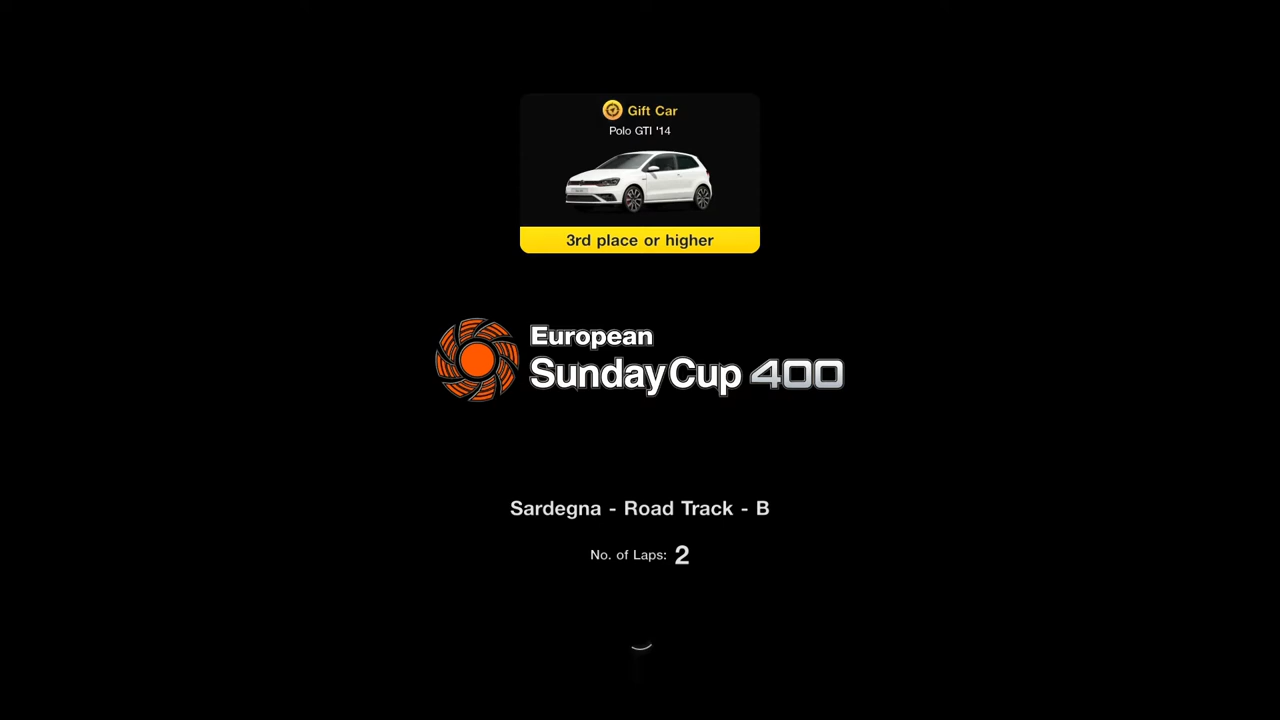 Gift Car
Polo GTI '14
3rd place or higher
European
Sunday Cup 400
Sardegna - Road Track - B
No. of Laps: 2